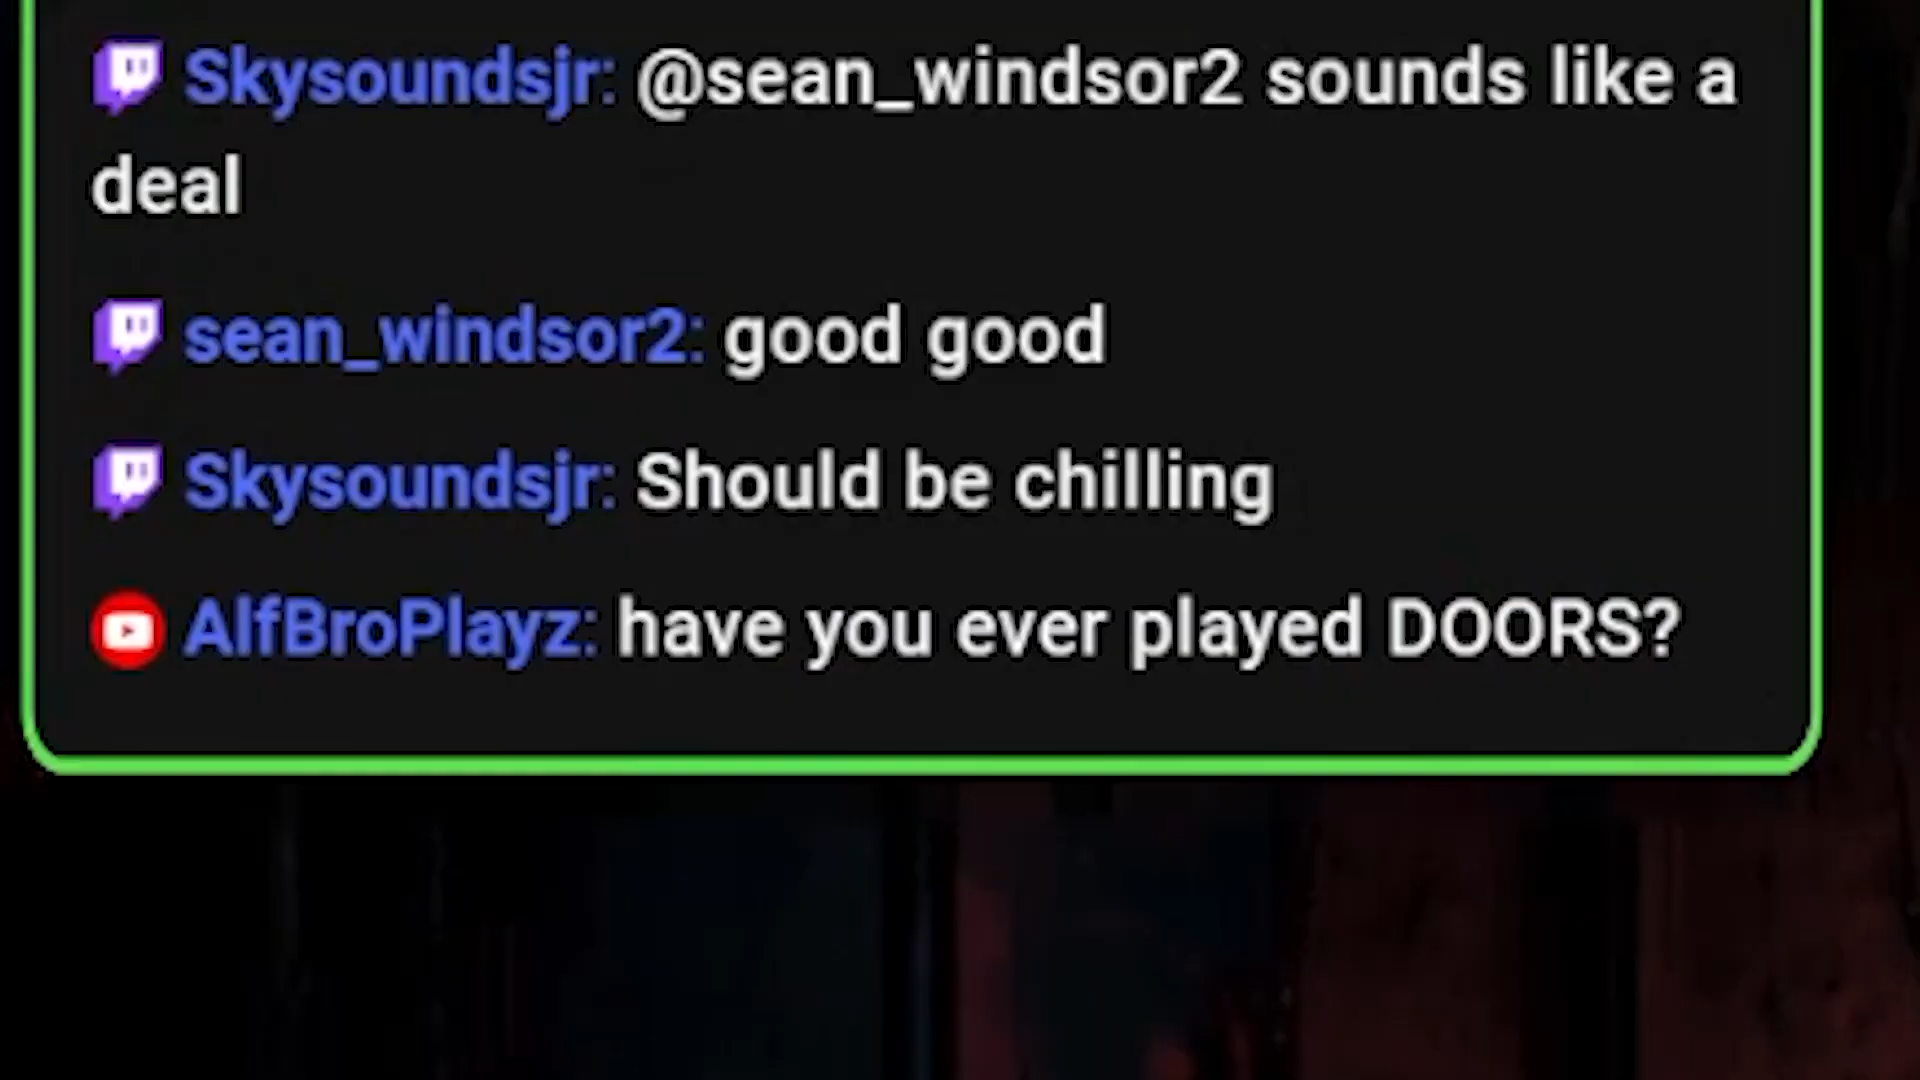 Skysoundsjr: @sean_windsor2 sounds like a
deal
sean_windsor2: good good
Skysoundsjr: Should be chilling
AlfBroPlayz: have you ever played DOORS?